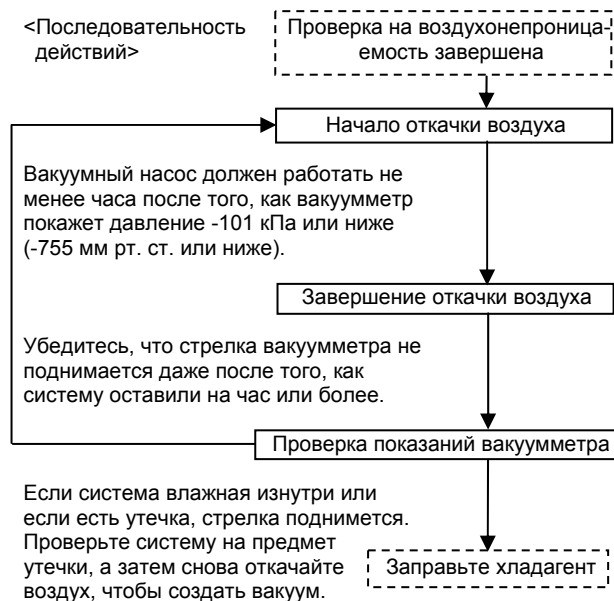 <Последовательность
действий>
Проверка на воздухонепроница-
емость завершена
Начало откачки воздуха
Вакуумный насос должен работать не
менее часа после того, как вакуумметр
покажет давление -101 кПа или ниже
(-755 мм рт. ст. или ниже).
Завершение откачки воздуха
Убедитесь, что стрелка вакуумметра не
поднимается даже после того, как
систему оставили на час или более.
Проверка показаний вакуумметра
Если система влажная изнутри или
если есть утечка, стрелка поднимется.
Проверьте систему на предмет
утечки, а затем снова откачайте
воздух, чтобы создать вакуум.
Заправьте хладагент